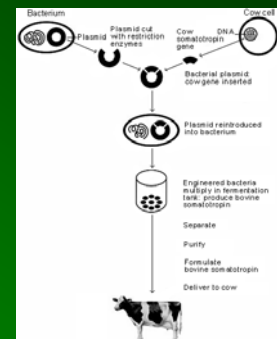 Bacterium
Cow cell
Plasmid
Plasmid cut
with restriction
enzymes
Cow
somatotropin
gene
DNA
Bacterial plasmid:
cow gene inserted
Plasmid reintroduced
into bacterium
Engineered bacteria
multiply in fermentation
tank: produce bovine
somatotropin
Separate
Purify
Formulate
bovine somatotropin
Deliver to cow